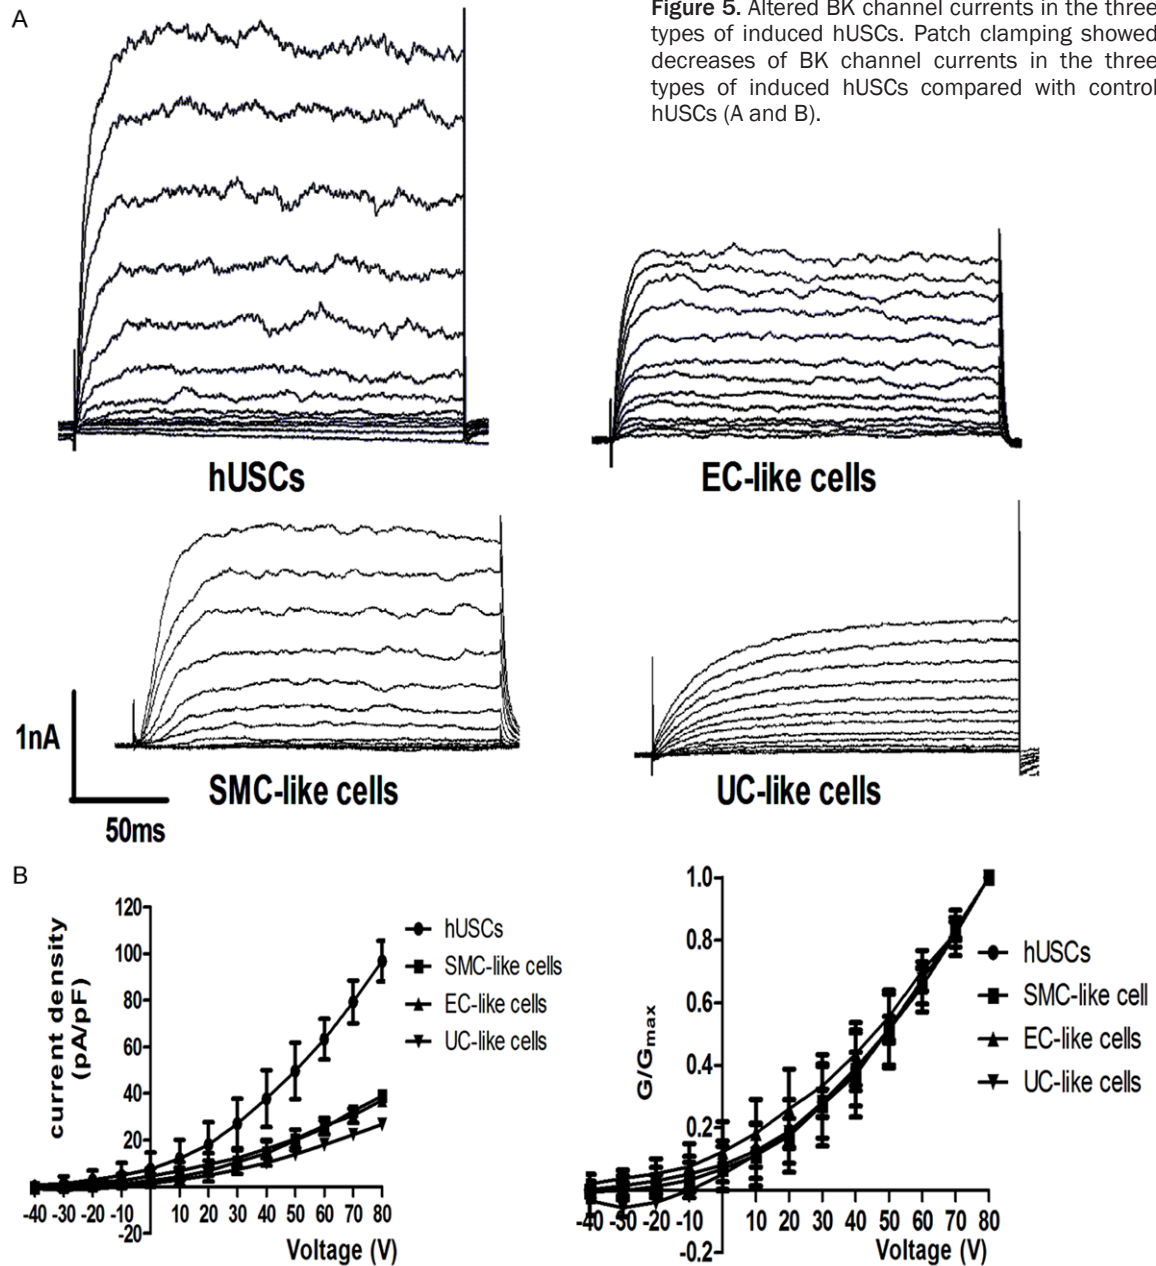 A
Figure 5. Altered BK channel currents in the three
types of induced hUSCs. Patch clamping showed
decreases of BK channel currents in the three
types of induced hUSCs compared with control
hUSCs (A and B).
hUSCs
EC-like cells
1nA
50ms
SMC-like cells
UC-like cells
B
current density
(pA/pF)
120
100
80
60
40
20
-20
-40 -30 -20 -10 10 20 30 40 50 60 70 80
Voltage (V)
hUSCs
SMC-like cells
EC-like cells
UC-like cells
G/Gmax
1.0
0.8
0.6
0.4
0.2
-0.2
-40 -30 -20 -10 10 20 30 40 50 60 70 80
Voltage (V)
hUSCs
SMC-like cell
EC-like cells
UC-like cells